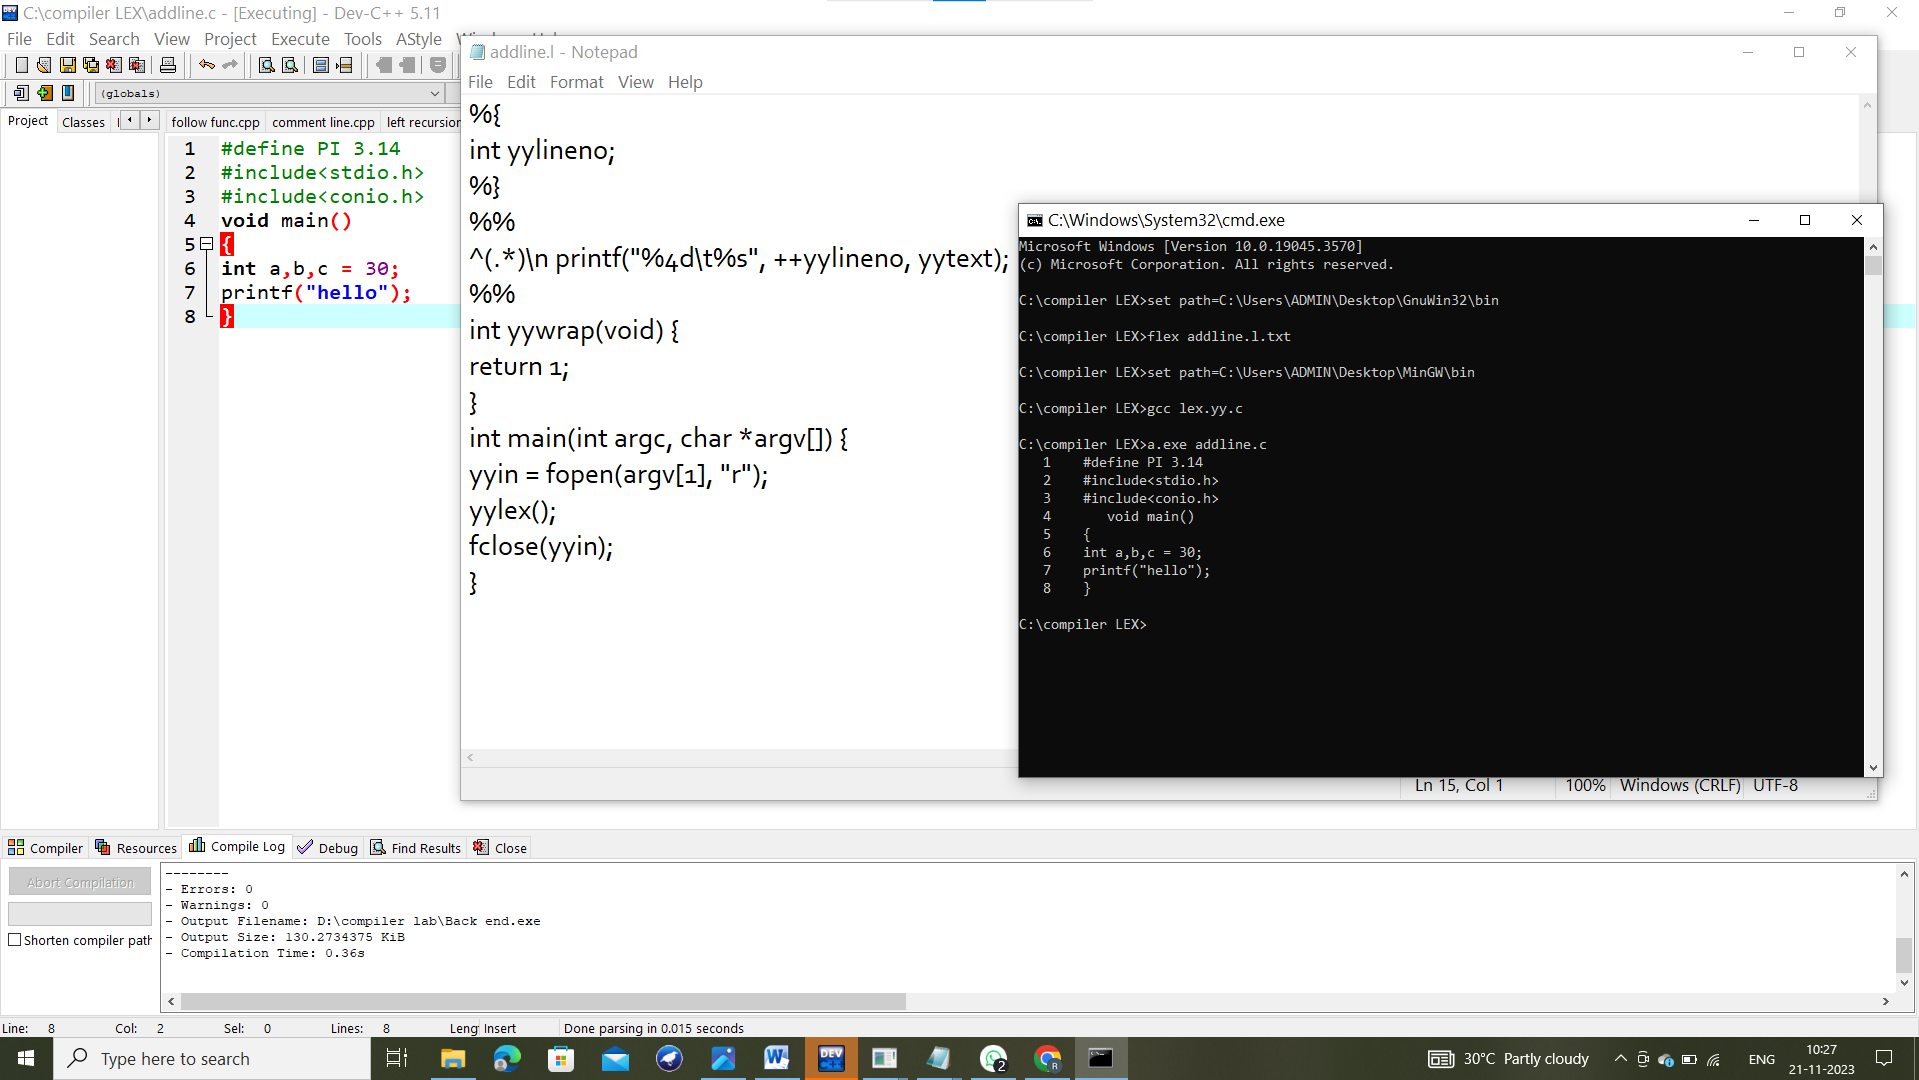 C:\compiler LEX\addline.c - [Executing] - Dev-C++ 5.11
File Edit Search View Project Execute Tools AStyle
(globals)
Project Classes
follow func.cpp comment line.cpp left recursion
1 #define PI 3.14
2 #include<stdio.h>
3 #include<conio.h>
4 void main()
5 {
6 int a,b,c = 30;
7 printf("hello");
8 }
addline.l - Notepad
File Edit Format View Help
%{
int yylineno;
%}
%%
^(.*)\n printf("%4d\t%s", ++yylineno, yytext);
%%
int yywrap(void) {
return 1;
}
int main(int argc, char *argv[]) {
yyin = fopen(argv[1], "r");
yylex();
fclose(yyin);
}
Ln 15, Col 1 100% Windows (CRLF) UTF-8
C:\Windows\System32\cmd.exe
Microsoft Windows [Version 10.0.19045.3570]
(c) Microsoft Corporation. All rights reserved.
C:\compiler LEX>set path=C:\Users\ADMIN\Desktop\GnuWin32\bin
C:\compiler LEX>flex addline.l.txt
C:\compiler LEX>set path=C:\Users\ADMIN\Desktop\MinGW\bin
C:\compiler LEX>gcc lex.yy.c
C:\compiler LEX>a.exe addline.c
1 #define PI 3.14
2 #include<stdio.h>
3 #include<conio.h>
4 void main()
5 {
6 int a,b,c = 30;
7 printf("hello");
8 }
C:\compiler LEX>
Compiler Resources Compile Log Debug Find Results Close
Abort Compilation
Shorten compiler path
--------
- Errors: 0
- Warnings: 0
- Output Filename: D:\compiler lab\Back end.exe
- Output Size: 130.2734375 KiB
- Compilation Time: 0.36s
Line: 8 Col: 2 Sel: 0 Lines: 8 Leng Insert Done parsing in 0.015 seconds
Type here to search
DEV
2
R
30°C Partly cloudy
ENG
10:27
21-11-2023